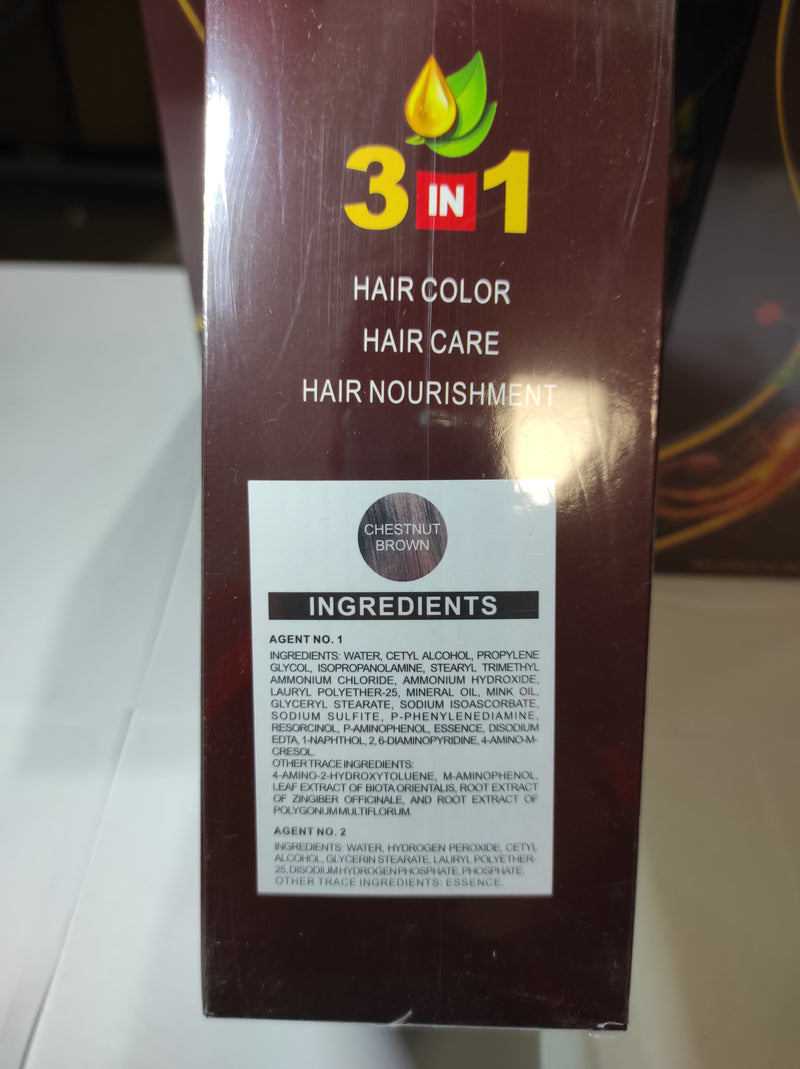 3 IN 1
HAIR COLOR
HAIR CARE
HAIR NOURISHMENT
CHESTNUT
BROWN
INGREDIENTS
AGENT NO. 1
INGREDIENTS: WATER, CETYL ALCOHOL, PROPYLENE
GLYCOL, ISOPROPANOLAMINE, STEARYL TRIMETHYL
AMMONIUM CHLORIDE, AMMONIUM HYDROXIDE,
LAURYL POLYETHER-25, MINERAL OIL, MINK OIL,
GLYCERYL STEARATE, SODIUM ISOASCORBATE,
SODIUM SULFITE, P-PHENYLENEDIAMINE,
RESORCINOL, P-AMINOPHENOL, ESSENCE, DISODIUM
EDTA, 1-NAPHTHOL, 2, 6-DIAMINOPYRIDINE, 4-AMINO-M-
CRESOL.
OTHER TRACE INGREDIENTS:
4-AMINO-2-HYDROXYTOLUENE, M-AMINOPHENOL,
LEAF EXTRACT OF BIOTA ORIENTALIS, ROOT EXTRACT
OF ZINGIBER OFFICINALE, AND ROOT EXTRACT OF
POLYGONUM MULTIFLORUM.
AGENT NO. 2
INGREDIENTS: WATER, HYDROGEN PEROXIDE, CETYL
ALCOHOL, GLYCERIN STEARATE, LAURYL POLYETHER-
25, DISODIUM HYDROGEN PHOSPHATE, PHOSPHATE.
OTHER TRACE INGREDIENTS: ESSENCE.